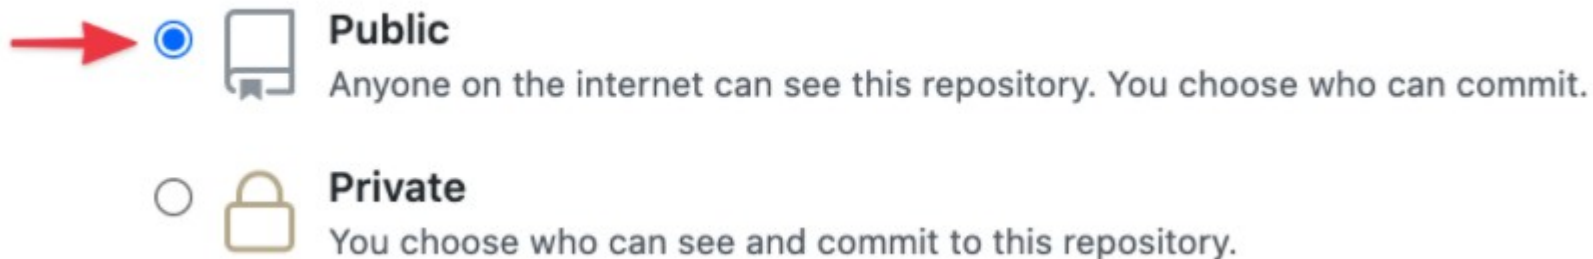 Public
Anyone on the internet can see this repository. You choose who can commit.
Private
You choose who can see and commit to this repository.